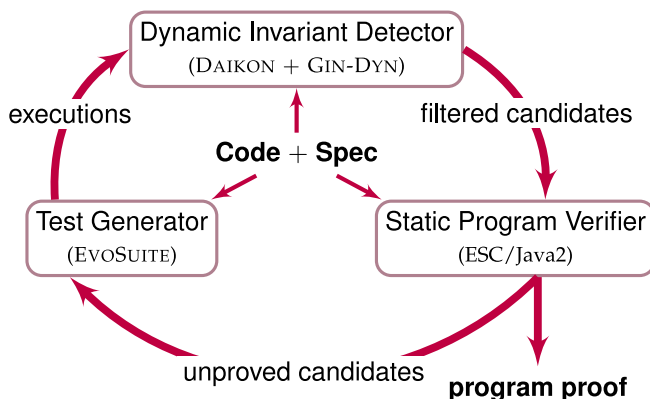 Dynamic Invariant Detector
(DAIKON + GIN-DYN)
executions
filtered candidates
Code + Spec
Test Generator
(EVOSUITE)
Static Program Verifier
(ESC/Java2)
unproved candidates
program proof